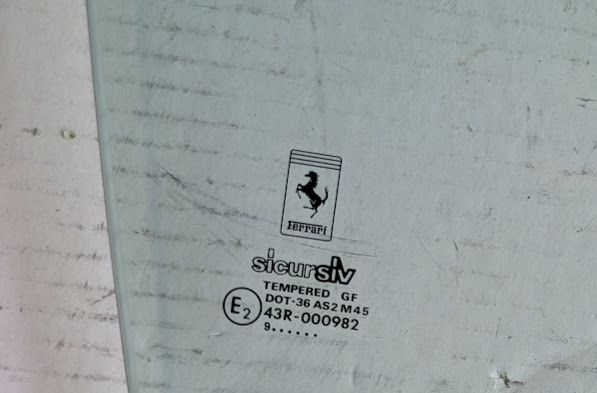 Ferrari
sicursiv
TEMPERED GF
DOT-36 AS2 M45
E2 43R-000982
9......